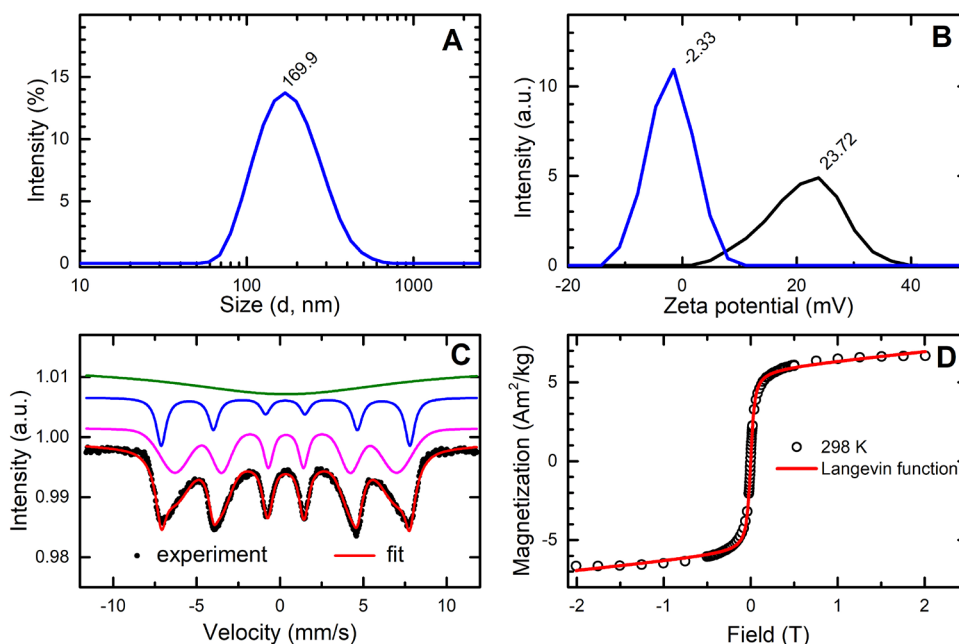 A
169.9
15
10
5
0
Intensity (%)
10
100
1000
Size (d, nm)
B
-2.33
23.72
10
5
0
Intensity (a.u.)
-20
0
20
40
Zeta potential (mV)
C
1.01
1.00
0.99
0.98
Intensity (a.u.)
experiment
fit
-10
-5
0
5
10
Velocity (mm/s)
D
5
0
-5
Magnetization (Am²/kg)
298 K
Langevin function
-2
-1
0
1
2
Field (T)